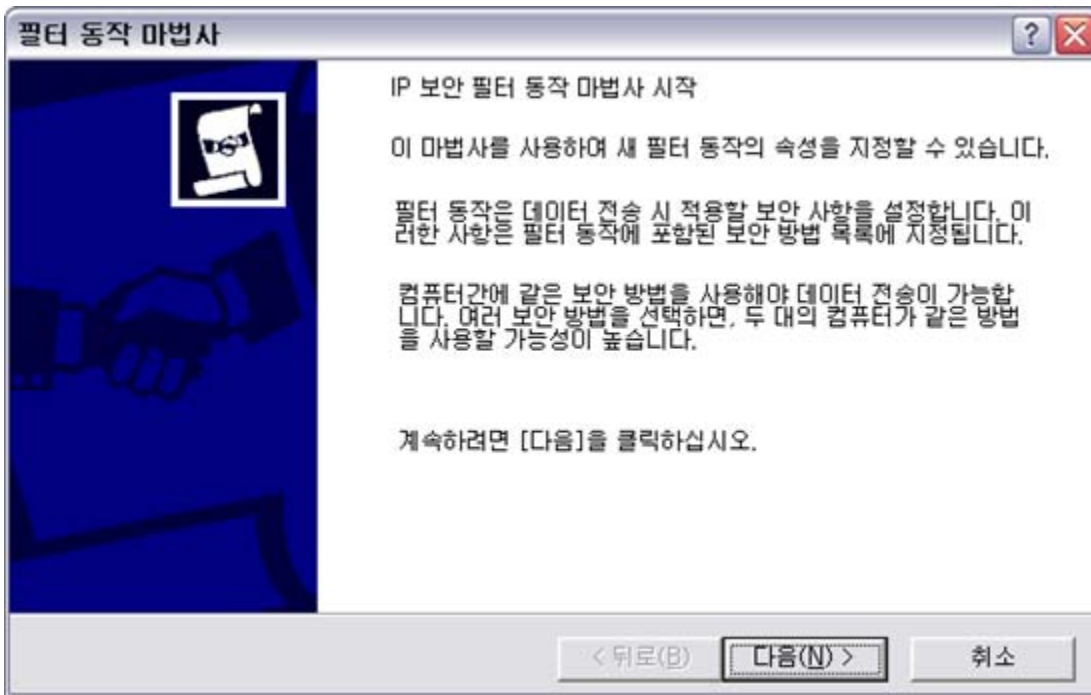 필터 동작 마법사
IP 보안 필터 동작 마법사 시작
이 마법사를 사용하여 새 필터 동작의 속성을 지정할 수 있습니다.
필터 동작은 데이터 전송 시 적용할 보안 사항을 설정합니다. 이
러한 사항은 필터 동작에 포함된 보안 방법 목록에 지정됩니다.
컴퓨터간에 같은 보안 방법을 사용해야 데이터 전송이 가능합
니다. 여러 보안 방법을 선택하면, 두 대의 컴퓨터가 같은 방법
을 사용할 가능성이 높습니다.
계속하려면 [다음]을 클릭하십시오.
< 뒤로(B) 다음(N) > 취소